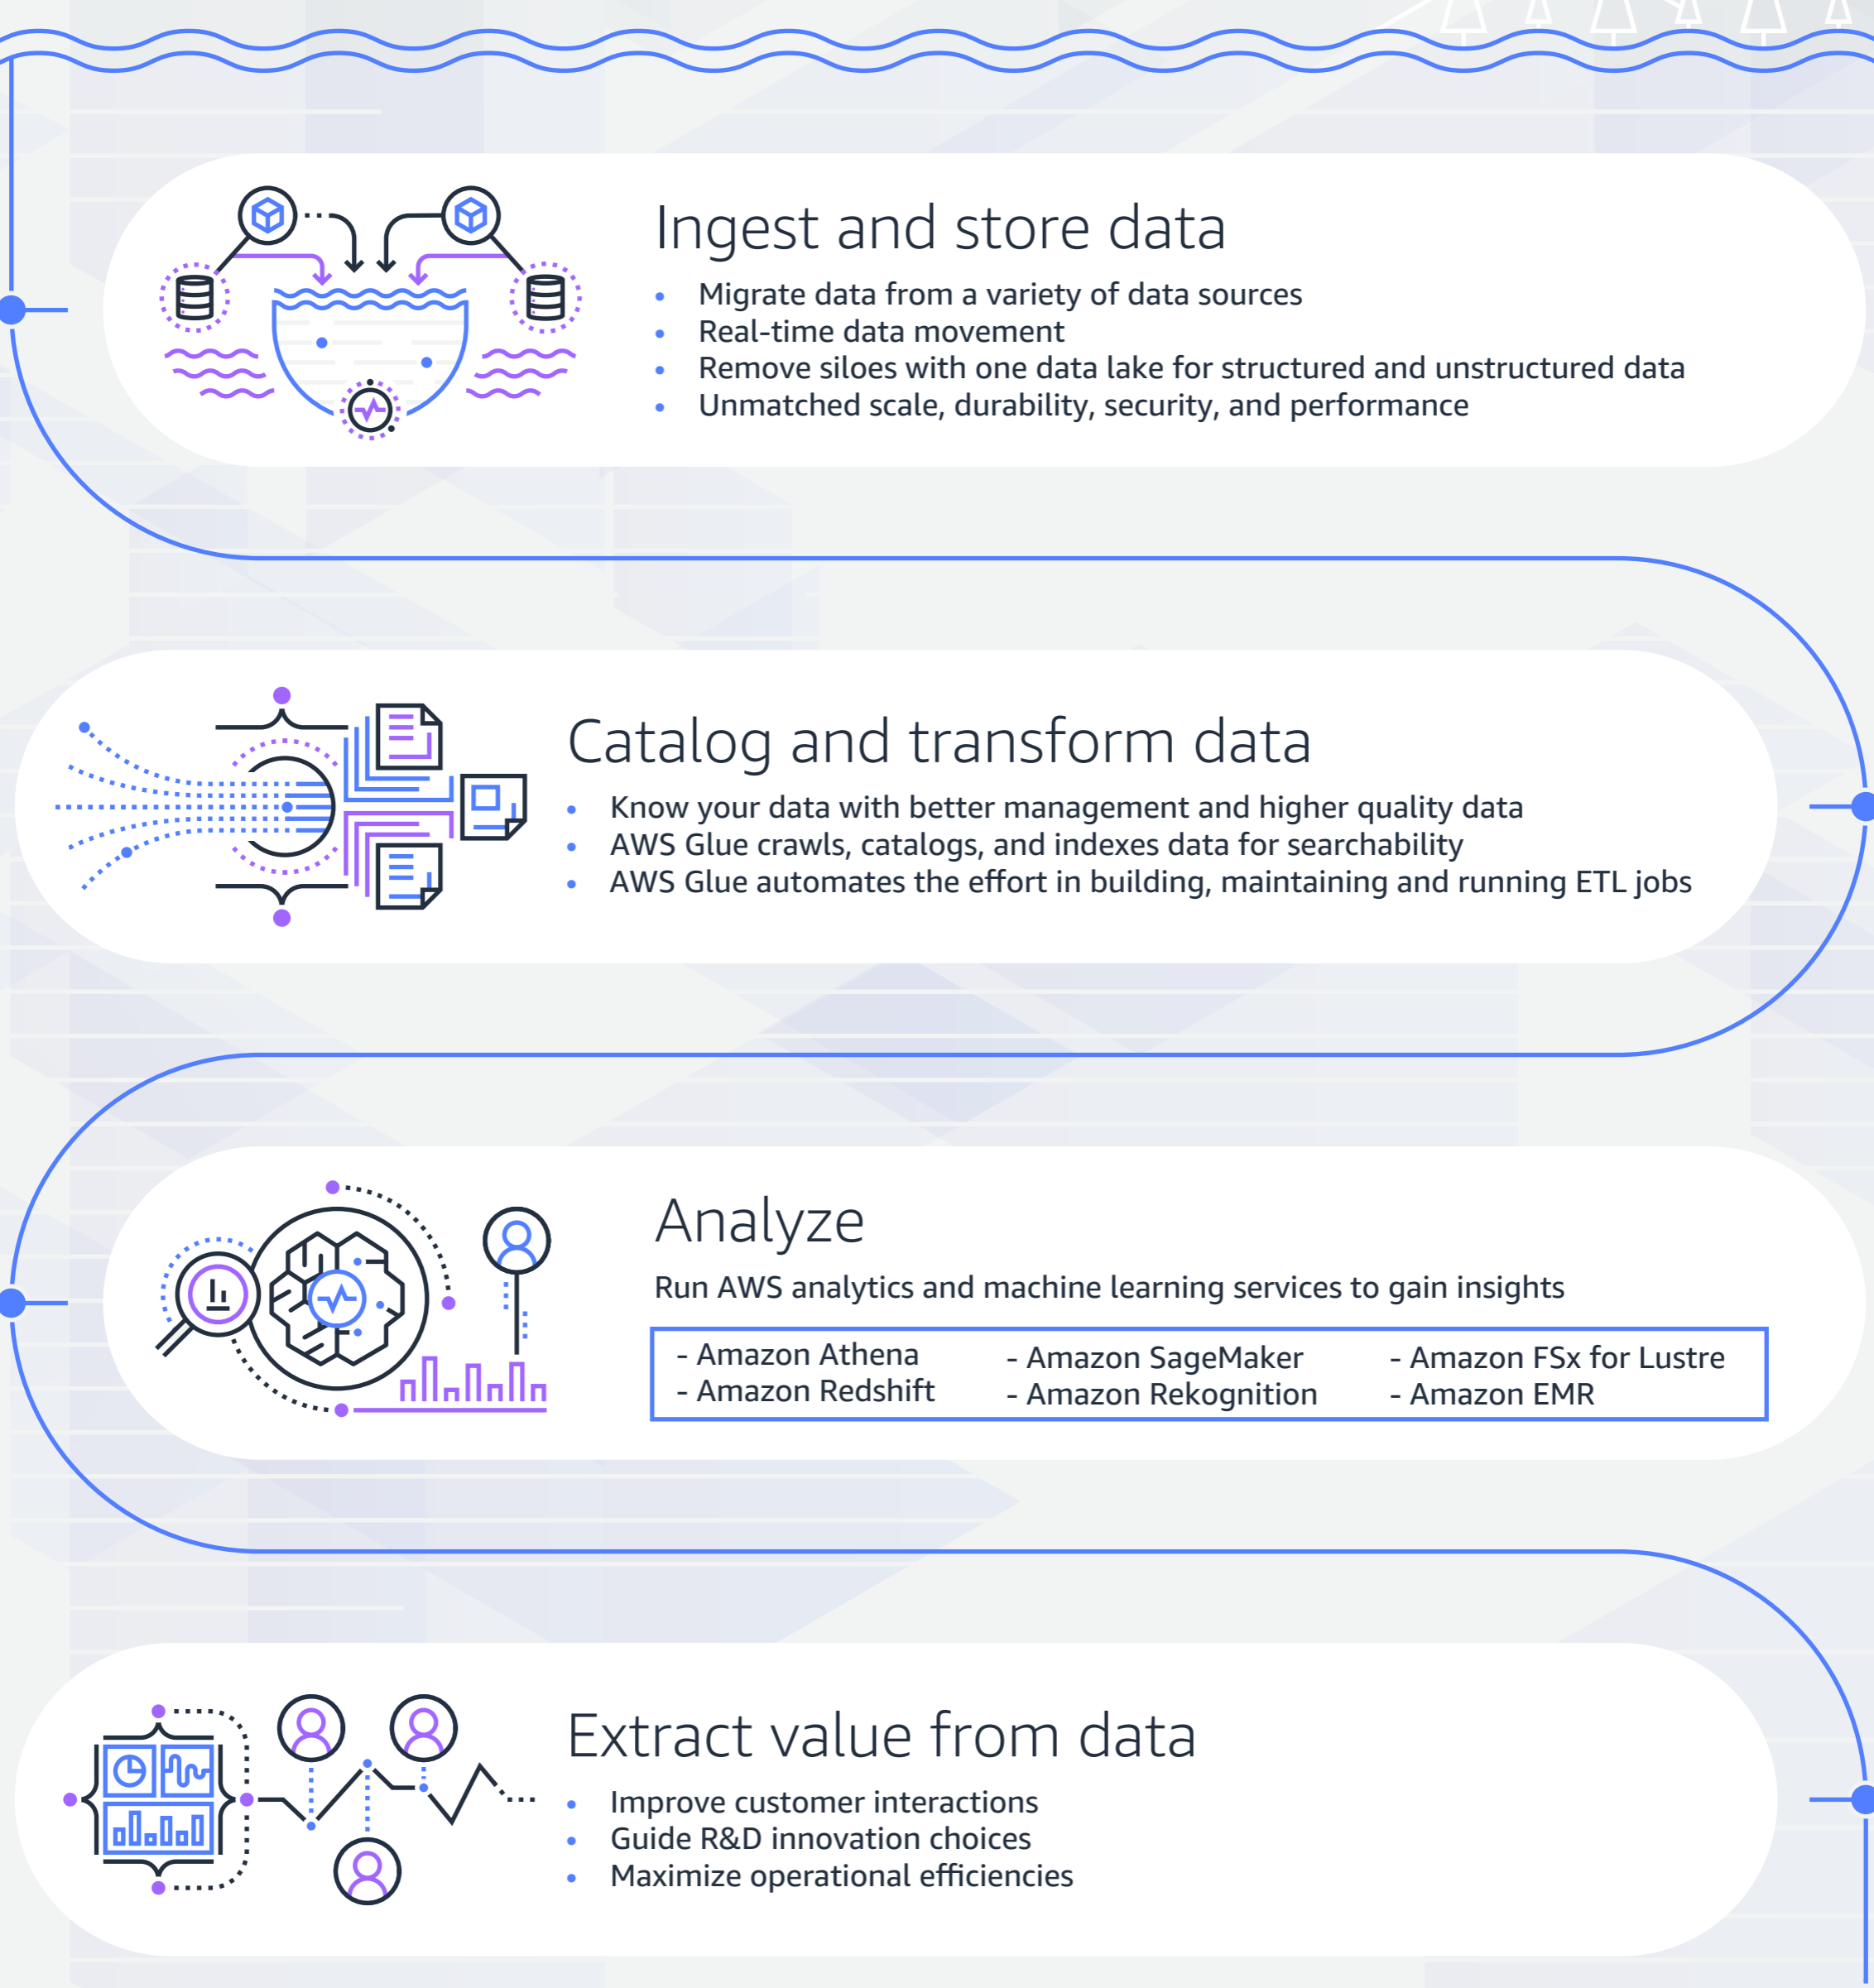 Ingest and store data
• Migrate data from a variety of data sources
• Real-time data movement
• Remove siloes with one data lake for structured and unstructured data
• Unmatched scale, durability, security, and performance
Catalog and transform data
• Know your data with better management and higher quality data
• AWS Glue crawls, catalogs, and indexes data for searchability
• AWS Glue automates the effort in building, maintaining and running ETL jobs
Analyze
Run AWS analytics and machine learning services to gain insights
- Amazon Athena
- Amazon Redshift
- Amazon SageMaker
- Amazon Rekognition
- Amazon FSx for Lustre
- Amazon EMR
Extract value from data
• Improve customer interactions
• Guide R&D innovation choices
• Maximize operational efficiencies